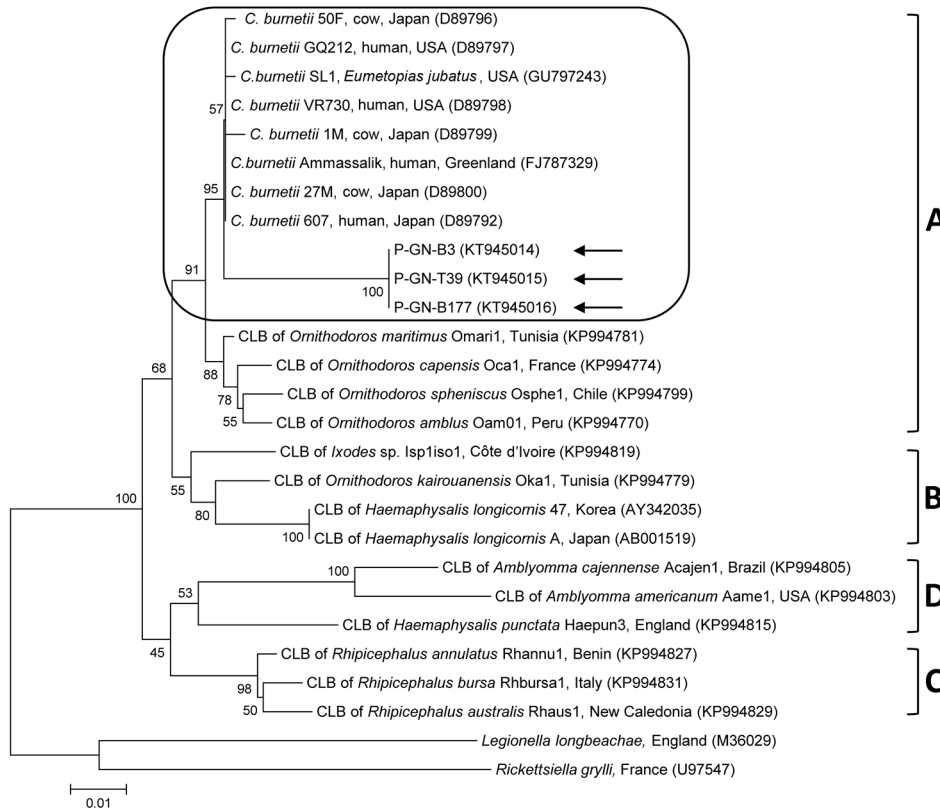 C. burnetii 50F, cow, Japan (D89796)
C. burnetii GQ212, human, USA (D89797)
C.burnetii SL1, Eumetopias jubatus, USA (GU797243)
57
C. burnetii VR730, human, USA (D89798)
C. burnetii 1M, cow, Japan (D89799)
C.burnetii Ammassalik, human, Greenland (FJ787329)
95
C. burnetii 27M, cow, Japan (D89800)
C. burnetii 607, human, Japan (D89792)
A
P-GN-B3 (KT945014)
91
P-GN-T39 (KT945015)
100
P-GN-B177 (KT945016)
CLB of Ornithodoros maritimus Omari1, Tunisia (KP994781)
68
88
CLB of Ornithodoros capensis Oca1, France (KP994774)
78
CLB of Ornithodoros spheniscus Osphe1, Chile (KP994799)
55
CLB of Ornithodoros amblus Oam01, Peru (KP994770)
CLB of Ixodes sp. Isp1iso1, Côte d'Ivoire (KP994819)
55
CLB of Ornithodoros kairouanensis Oka1, Tunisia (KP994779)
100
B
80
CLB of Haemaphysalis longicornis 47, Korea (AY342035)
100
CLB of Haemaphysalis longicornis A, Japan (AB001519)
100
CLB of Amblyomma cajennense Acajen1, Brazil (KP994805)
53
CLB of Amblyomma americanum Aame1, USA (KP994803)
D
CLB of Haemaphysalis punctata Haepun3, England (KP994815)
45
CLB of Rhipicephalus annulatus Rhannu1, Benin (KP994827)
98
CLB of Rhipicephalus bursa Rhbursa1, Italy (KP994831)
C
50
CLB of Rhipicephalus australis Rhaus1, New Caledonia (KP994829)
Legionella longbeachae, England (M36029)
Rickettsiella grylli, France (U97547)
0.01